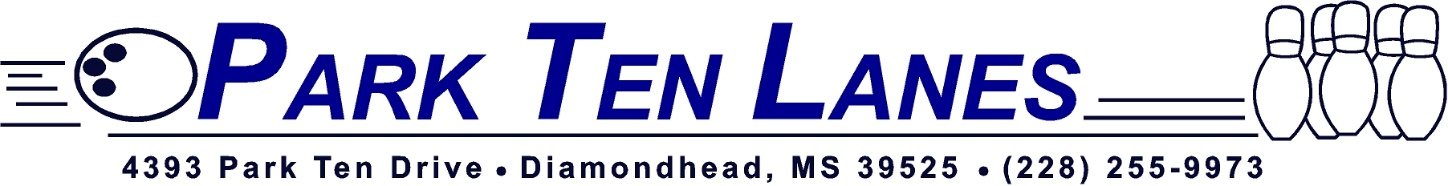 PARK TEN LANES
4393 Park Ten Drive • Diamondhead, MS 39525 • (228) 255-9973